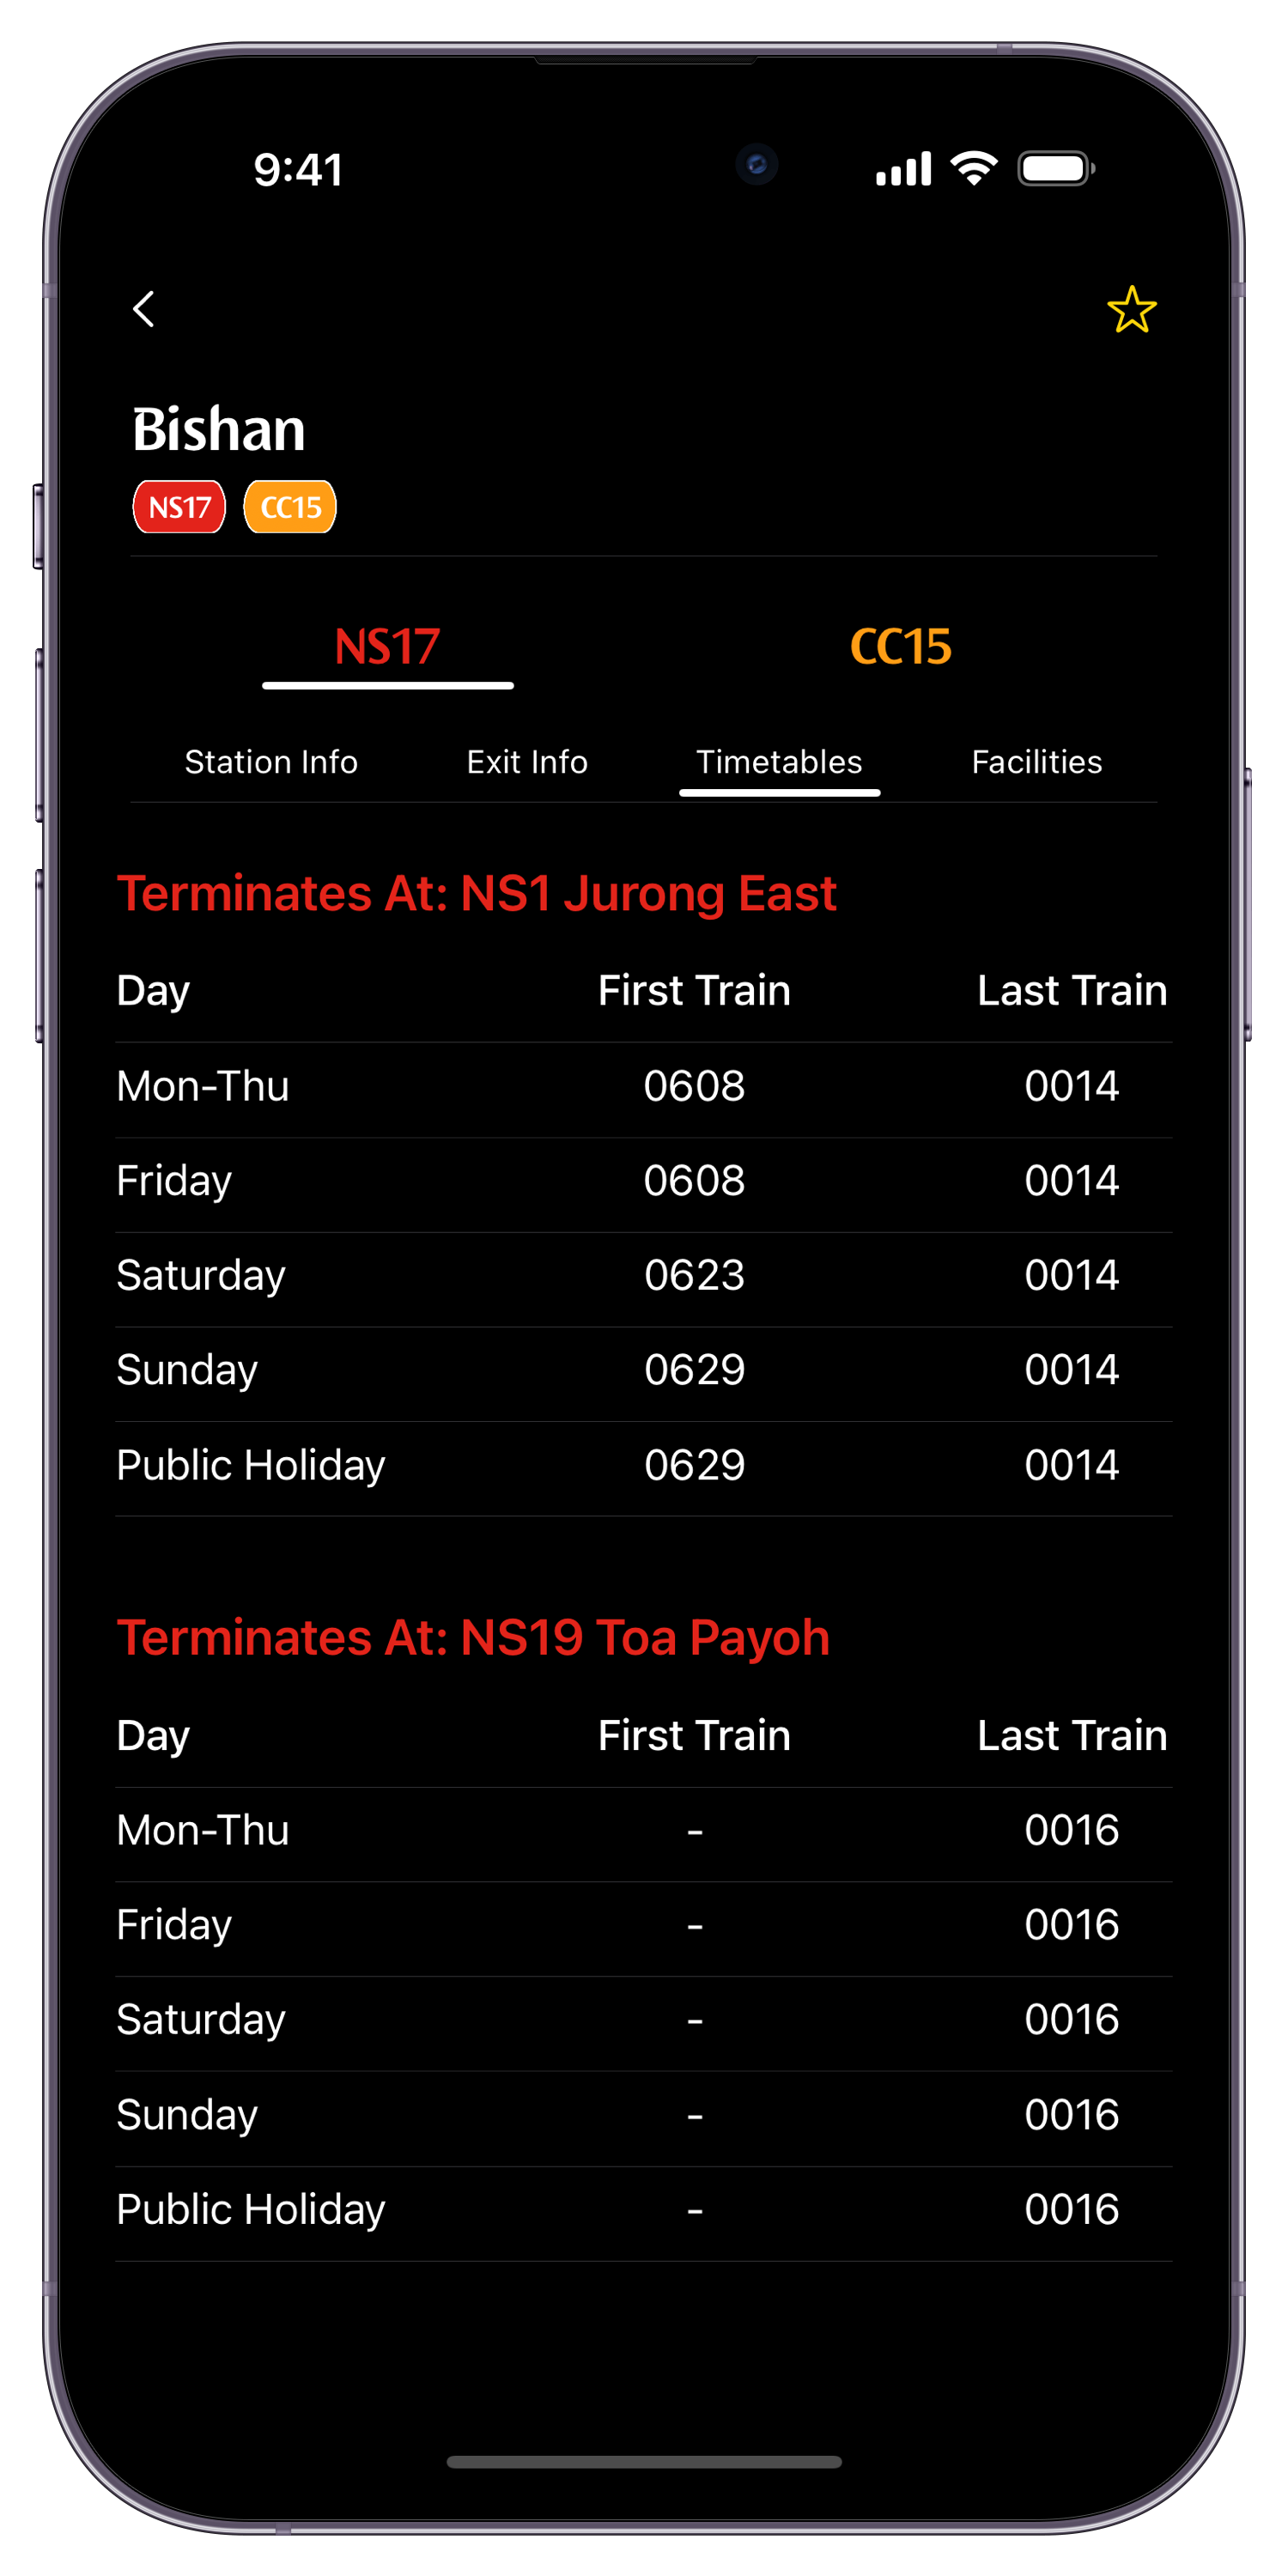 9:41
Bishan
NS17 CC15
NS17 CC15
Station Info Exit Info Timetables Facilities
Terminates At: NS1 Jurong East
Day First Train Last Train
Mon-Thu 0608 0014
Friday 0608 0014
Saturday 0623 0014
Sunday 0629 0014
Public Holiday 0629 0014
Terminates At: NS19 Toa Payoh
Day First Train Last Train
Mon-Thu - 0016
Friday - 0016
Saturday - 0016
Sunday - 0016
Public Holiday - 0016